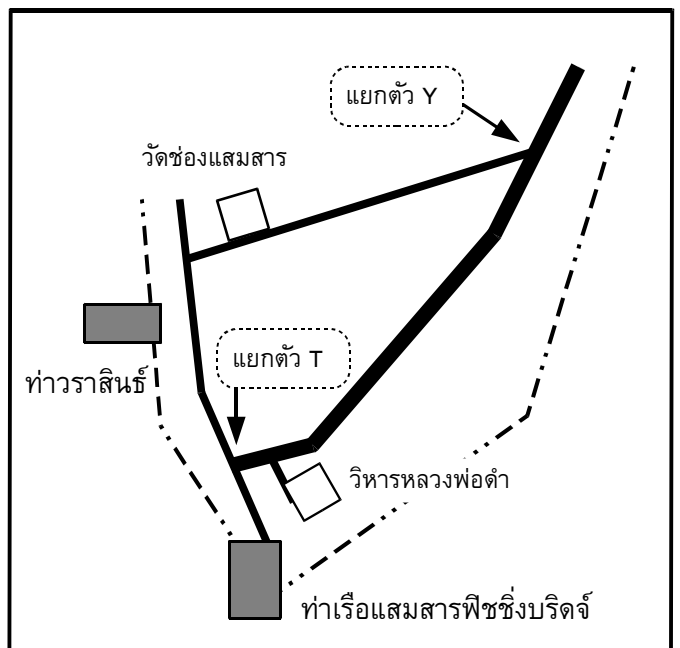 แยกตัว Y
วัดช่องแสมสาร
แยกตัว T
ท่าวราสินธุ์
วิหารหลวงพ่อดำ
ท่าเรือแสมสารฟิชชิ่งบริดจ์